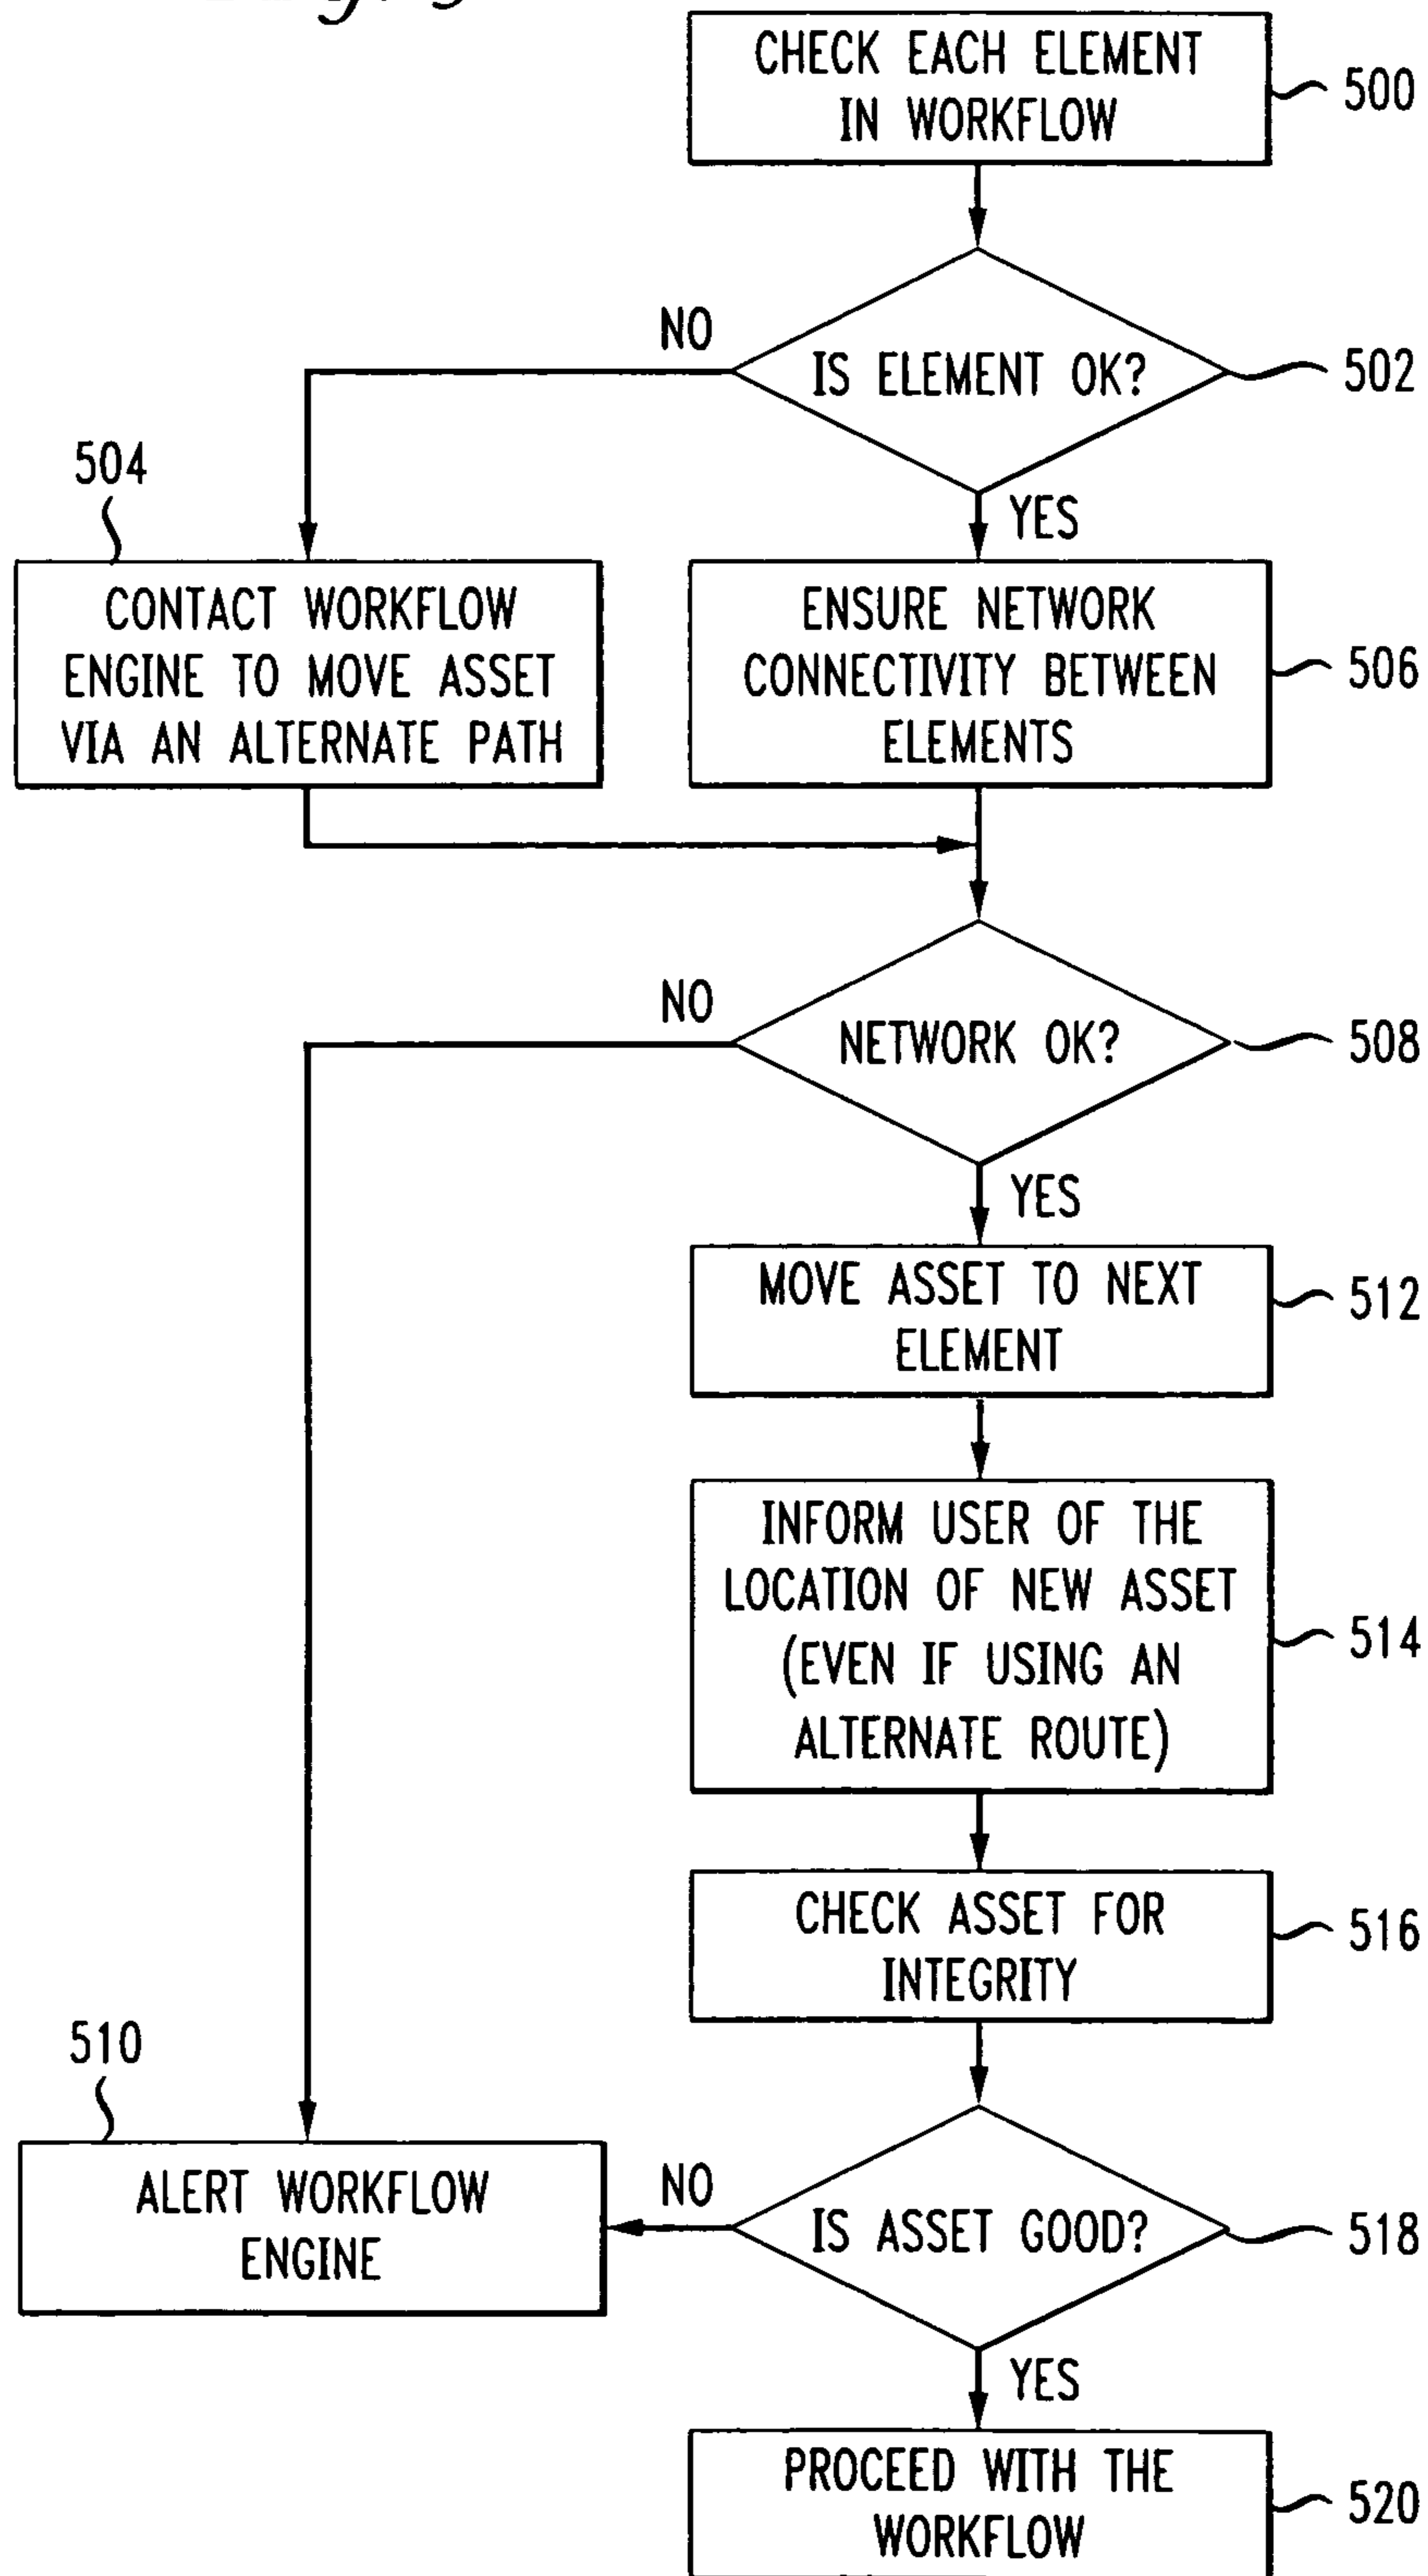 CHECK EACH ELEMENT
IN WORKFLOW
500
NO
IS ELEMENT OK?
502
504
YES
CONTACT WORKFLOW
ENGINE TO MOVE ASSET
VIA AN ALTERNATE PATH
ENSURE NETWORK
CONNECTIVITY BETWEEN
ELEMENTS
506
NO
NETWORK OK?
508
YES
MOVE ASSET TO NEXT
ELEMENT
512
INFORM USER OF THE
LOCATION OF NEW ASSET
(EVEN IF USING AN
ALTERNATE ROUTE)
514
CHECK ASSET FOR
INTEGRITY
516
510
ALERT WORKFLOW
ENGINE
NO
IS ASSET GOOD?
518
YES
PROCEED WITH THE
WORKFLOW
520